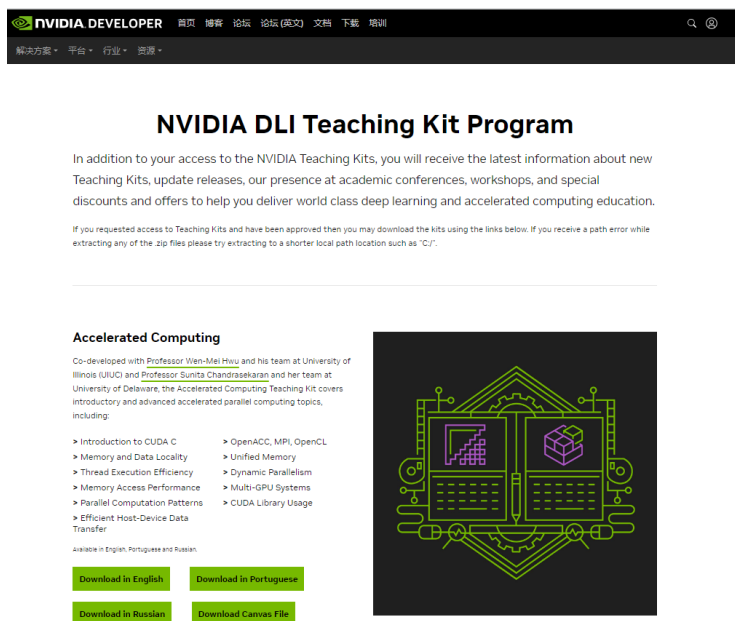 NVIDIA DEVELOPER 首页 博客 论坛 论坛 (英文) 文档 下载 培训
解决方案 平台 行业 资源
NVIDIA DLI Teaching Kit Program
In addition to your access to the NVIDIA Teaching Kits, you will receive the latest information about new
Teaching Kits, update releases, our presence at academic conferences, workshops, and special
discounts and offers to help you deliver world class deep learning and accelerated computing education.
If you requested access to Teaching Kits and have been approved then you may download the kits using the links below. If you receive a path error while
extracting any of the .zip files please try extracting to a shorter local path location such as "C:/".
Accelerated Computing
Co-developed with Professor Wen-Mei Hwu and his team at University of
Illinois (UIUC) and Professor Sunita Chandrasekaran and her team at
University of Delaware, the Accelerated Computing Teaching Kit covers
introductory and advanced accelerated parallel computing topics,
including:
> Introduction to CUDA C
> Memory and Data Locality
> Thread Execution Efficiency
> Memory Access Performance
> Parallel Computation Patterns
> Efficient Host-Device Data
Transfer
> OpenACC, MPI, OpenCL
> Unified Memory
> Dynamic Parallelism
> Multi-GPU Systems
> CUDA Library Usage
Available in English, Portuguese and Russian.
Download in English Download in Portuguese
Download in Russian Download Canvas File